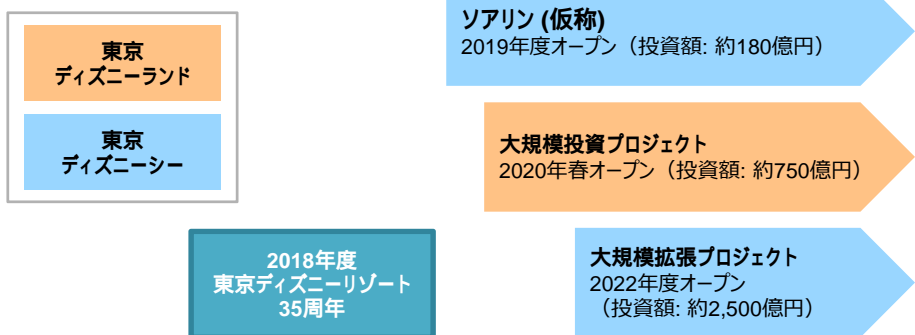 東京
ディズニーランド
東京
ディズニーシー
ソアリン (仮称)
2019年度オープン（投資額: 約180億円）
大規模投資プロジェクト
2020年春オープン（投資額: 約750億円）
2018年度
東京ディズニーリゾート
35周年
大規模拡張プロジェクト
2022年度オープン
（投資額: 約2,500億円）